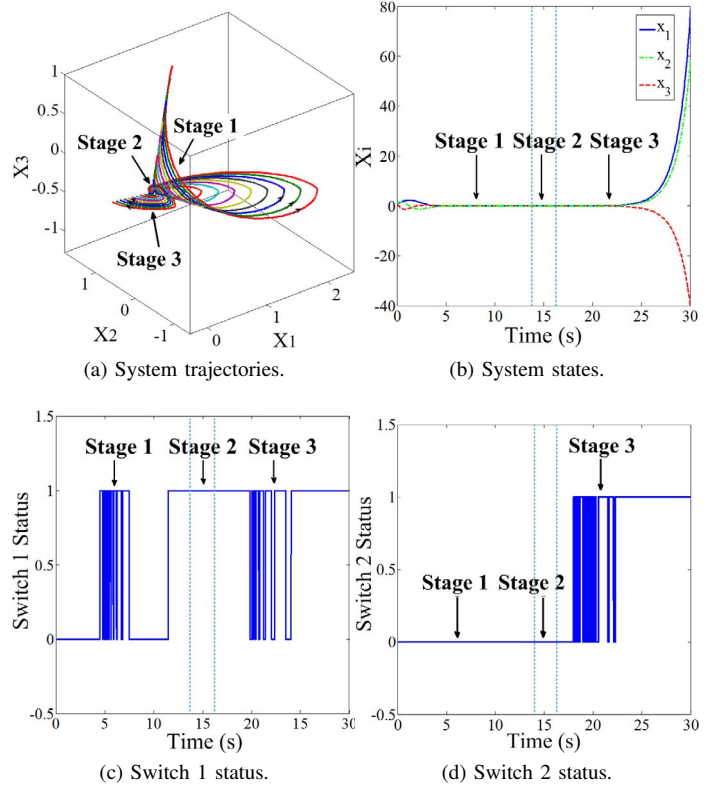 1
0.5
0
-0.5
-1
X3
Stage 1
Stage 2
Stage 3
1
0
-1
X2
0
1
2
X1
(a) System trajectories.
80
60
40
20
0
-20
-40
Xi
x1
x2
x3
Stage 1 Stage 2 Stage 3
0 5 10 15 20 25 30
Time (s)
(b) System states.
1.5
1
0.5
0
-0.5
Switch 1 Status
Stage 1 Stage 2 Stage 3
0 5 10 15 20 25 30
Time (s)
(c) Switch 1 status.
1.5
1
0.5
0
-0.5
Switch 2 Status
Stage 3
Stage 1 Stage 2
0 5 10 15 20 25 30
Time (s)
(d) Switch 2 status.